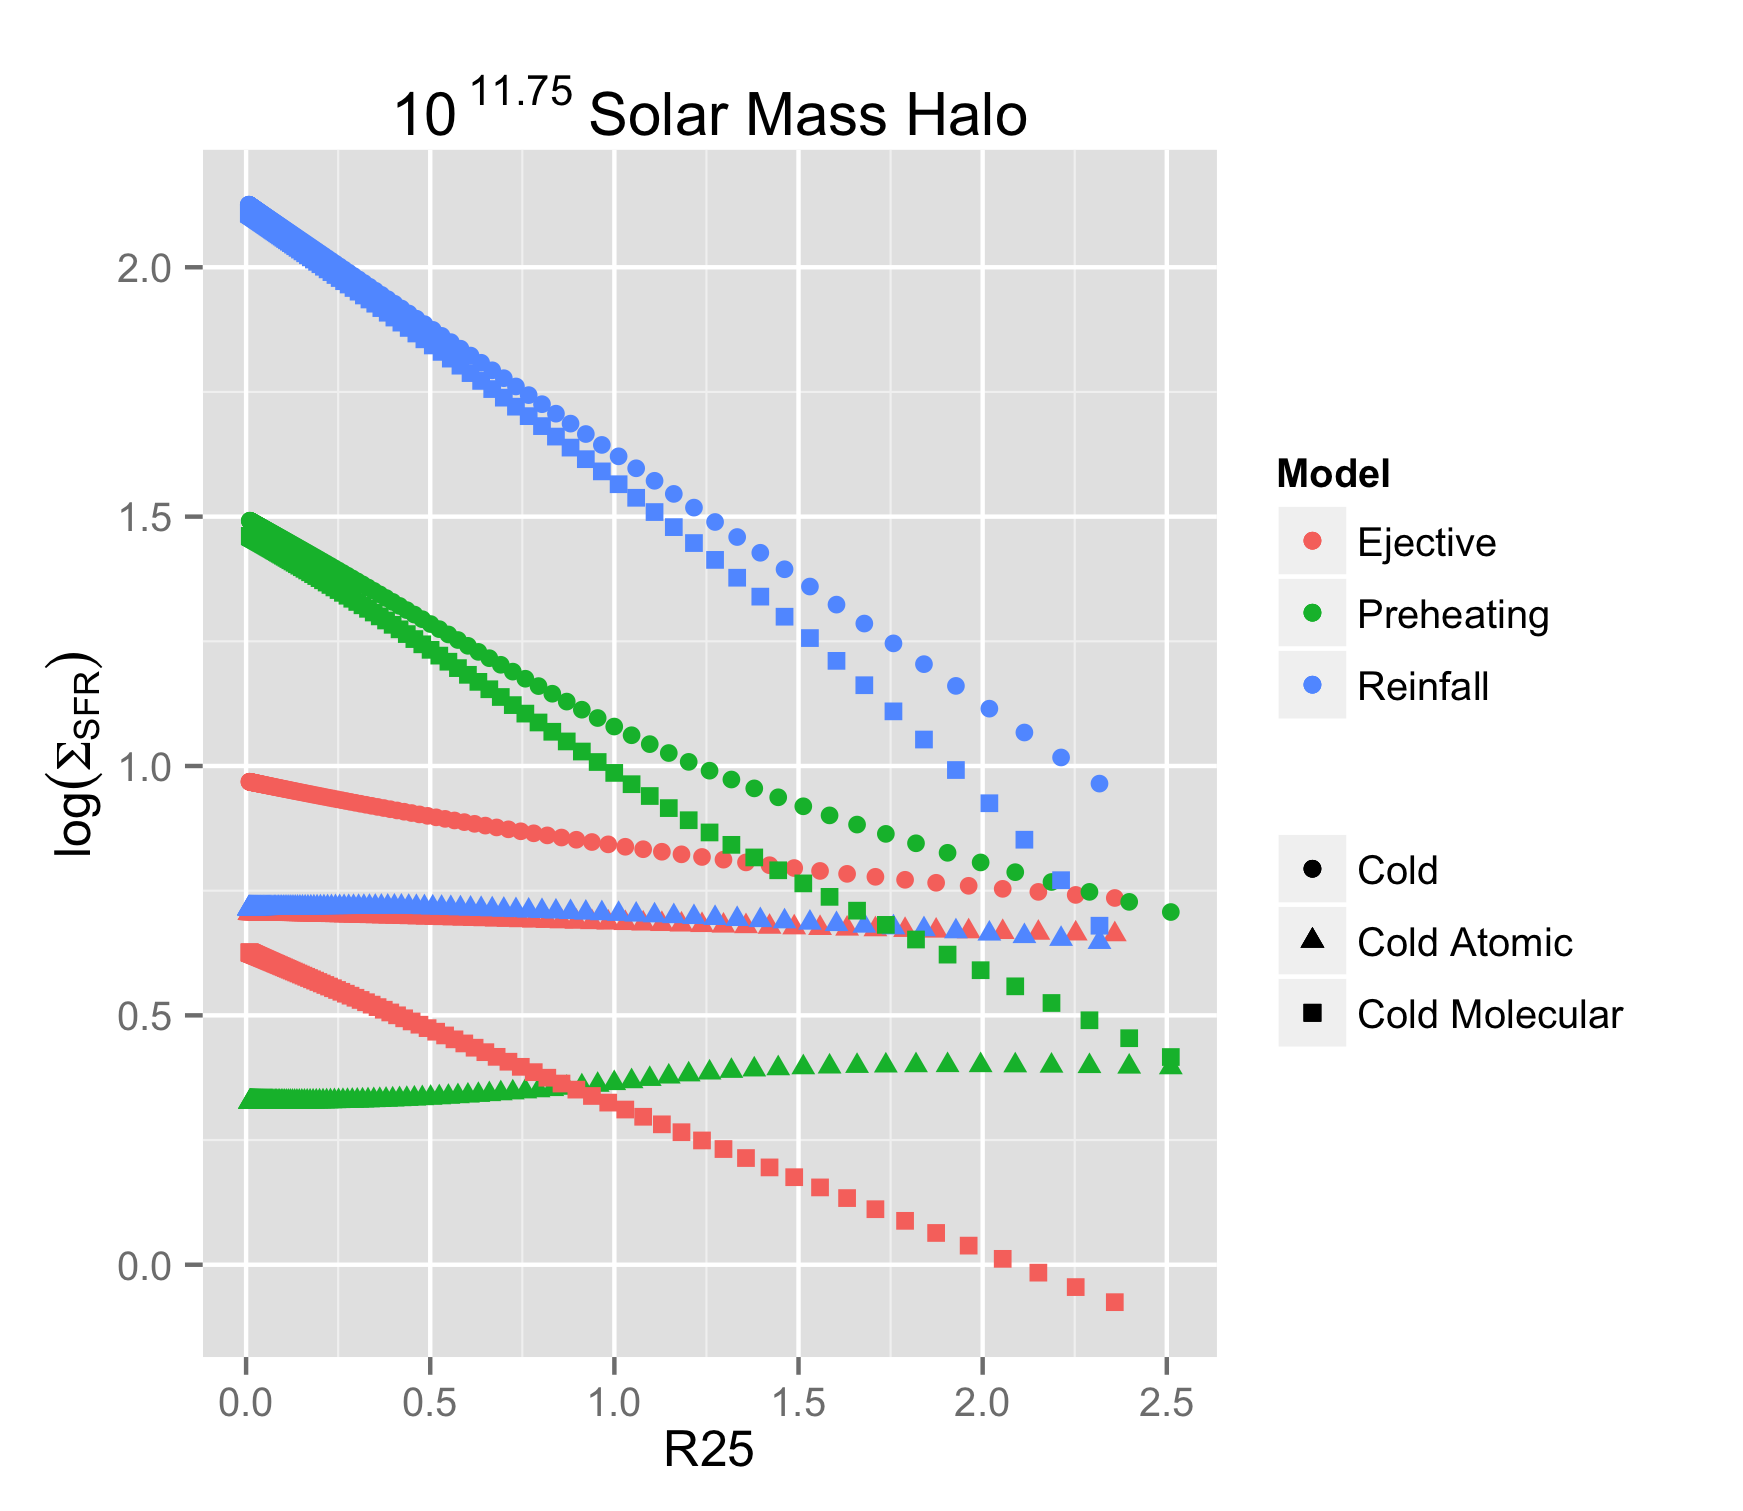 10 11.75 Solar Mass Halo
log(ΣSFR)
2.0
1.5
1.0
0.5
0.0
0.0 0.5 1.0 1.5 2.0 2.5
R25
Model
Ejective
Preheating
Reinfall
Cold
Cold Atomic
Cold Molecular